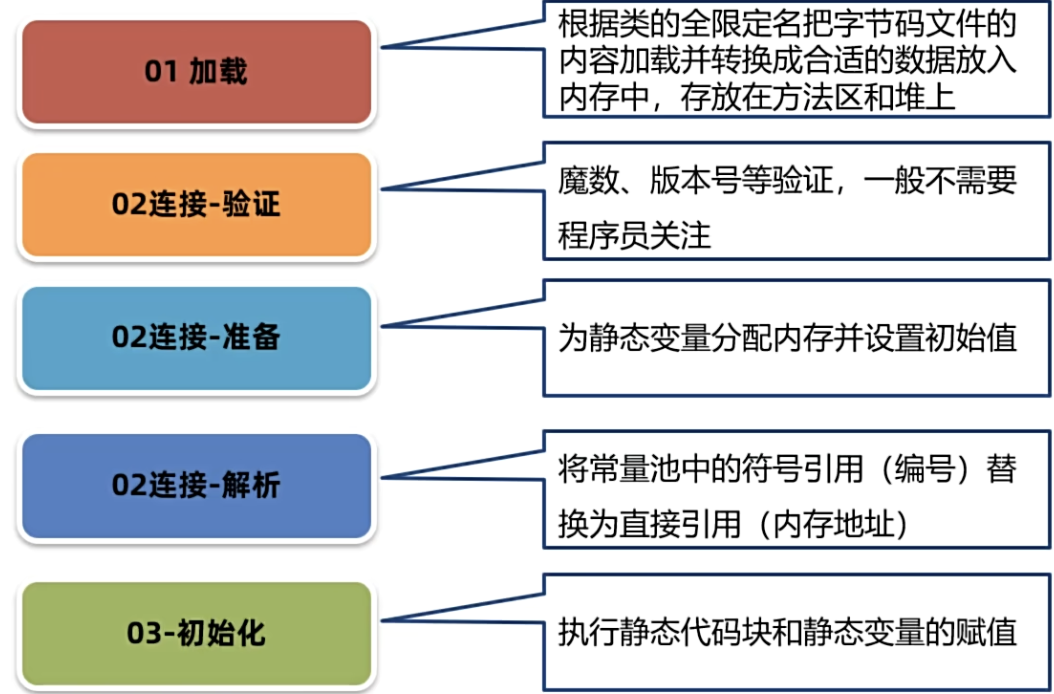 01 加载
根据类的全限定名把字节码文件的
内容加载并转换成合适的数据放入
内存中，存放在方法区和堆上
02连接-验证
魔数、版本号等验证，一般不需要
程序员关注
02连接-准备
为静态变量分配内存并设置初始值
02连接-解析
将常量池中的符号引用（编号）替
换为直接引用（内存地址）
03-初始化
执行静态代码块和静态变量的赋值